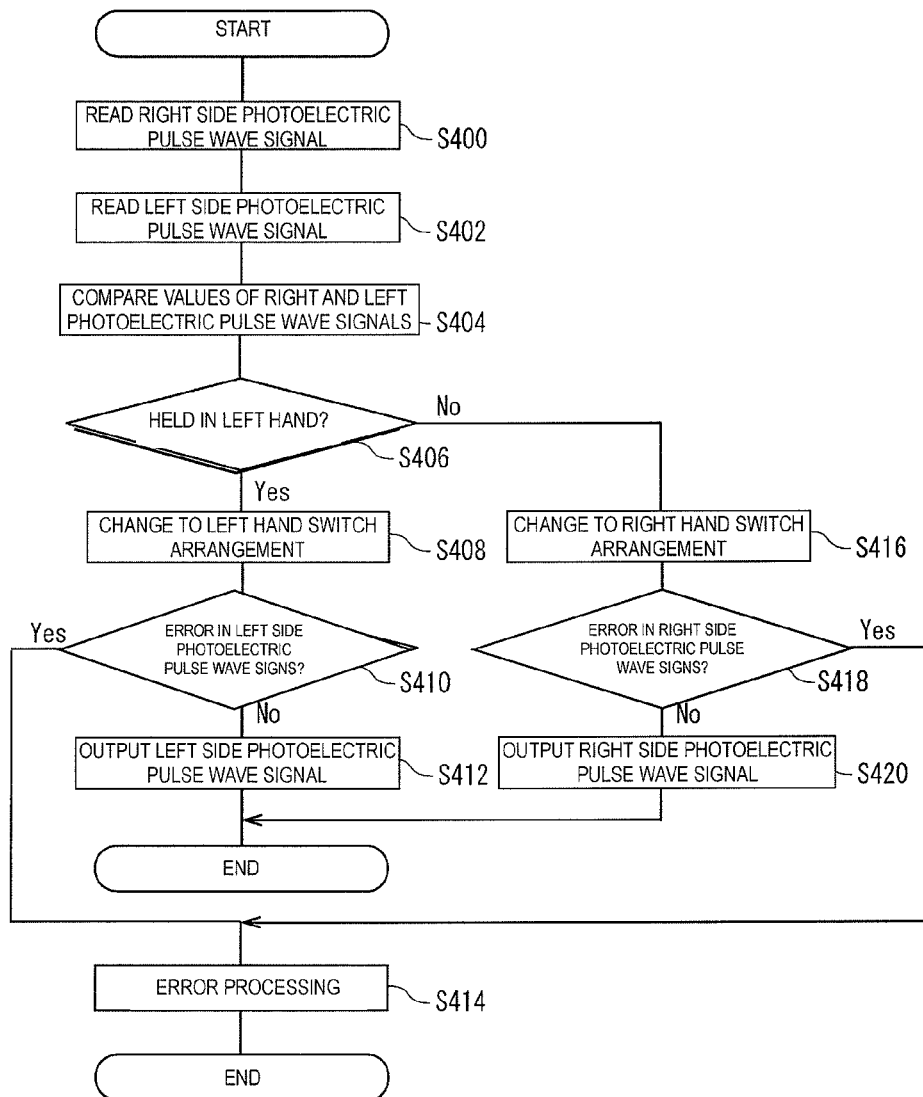 START
READ RIGHT SIDE PHOTOELECTRIC
PULSE WAVE SIGNAL
S400
READ LEFT SIDE PHOTOELECTRIC
PULSE WAVE SIGNAL
S402
COMPARE VALUES OF RIGHT AND LEFT
PHOTOELECTRIC PULSE WAVE SIGNALS
S404
HELD IN LEFT HAND?
No
S406
Yes
CHANGE TO LEFT HAND SWITCH
ARRANGEMENT
S408
CHANGE TO RIGHT HAND SWITCH
ARRANGEMENT
S416
Yes
ERROR IN LEFT SIDE
PHOTOELECTRIC
PULSE WAVE SIGNS?
S410
No
ERROR IN RIGHT SIDE
PHOTOELECTRIC PULSE
WAVE SIGNS?
Yes
S418
No
OUTPUT LEFT SIDE PHOTOELECTRIC
PULSE WAVE SIGNAL
S412
OUTPUT RIGHT SIDE PHOTOELECTRIC
PULSE WAVE SIGNAL
S420
END
ERROR PROCESSING
S414
END